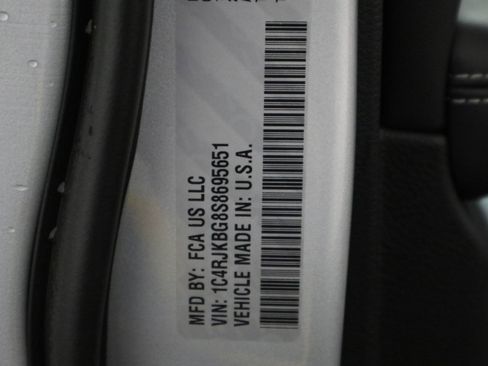 MFD BY: FCA US LLC
VIN: 1C4RJKBG8S8695651
VEHICLE MADE IN: U.S.A.